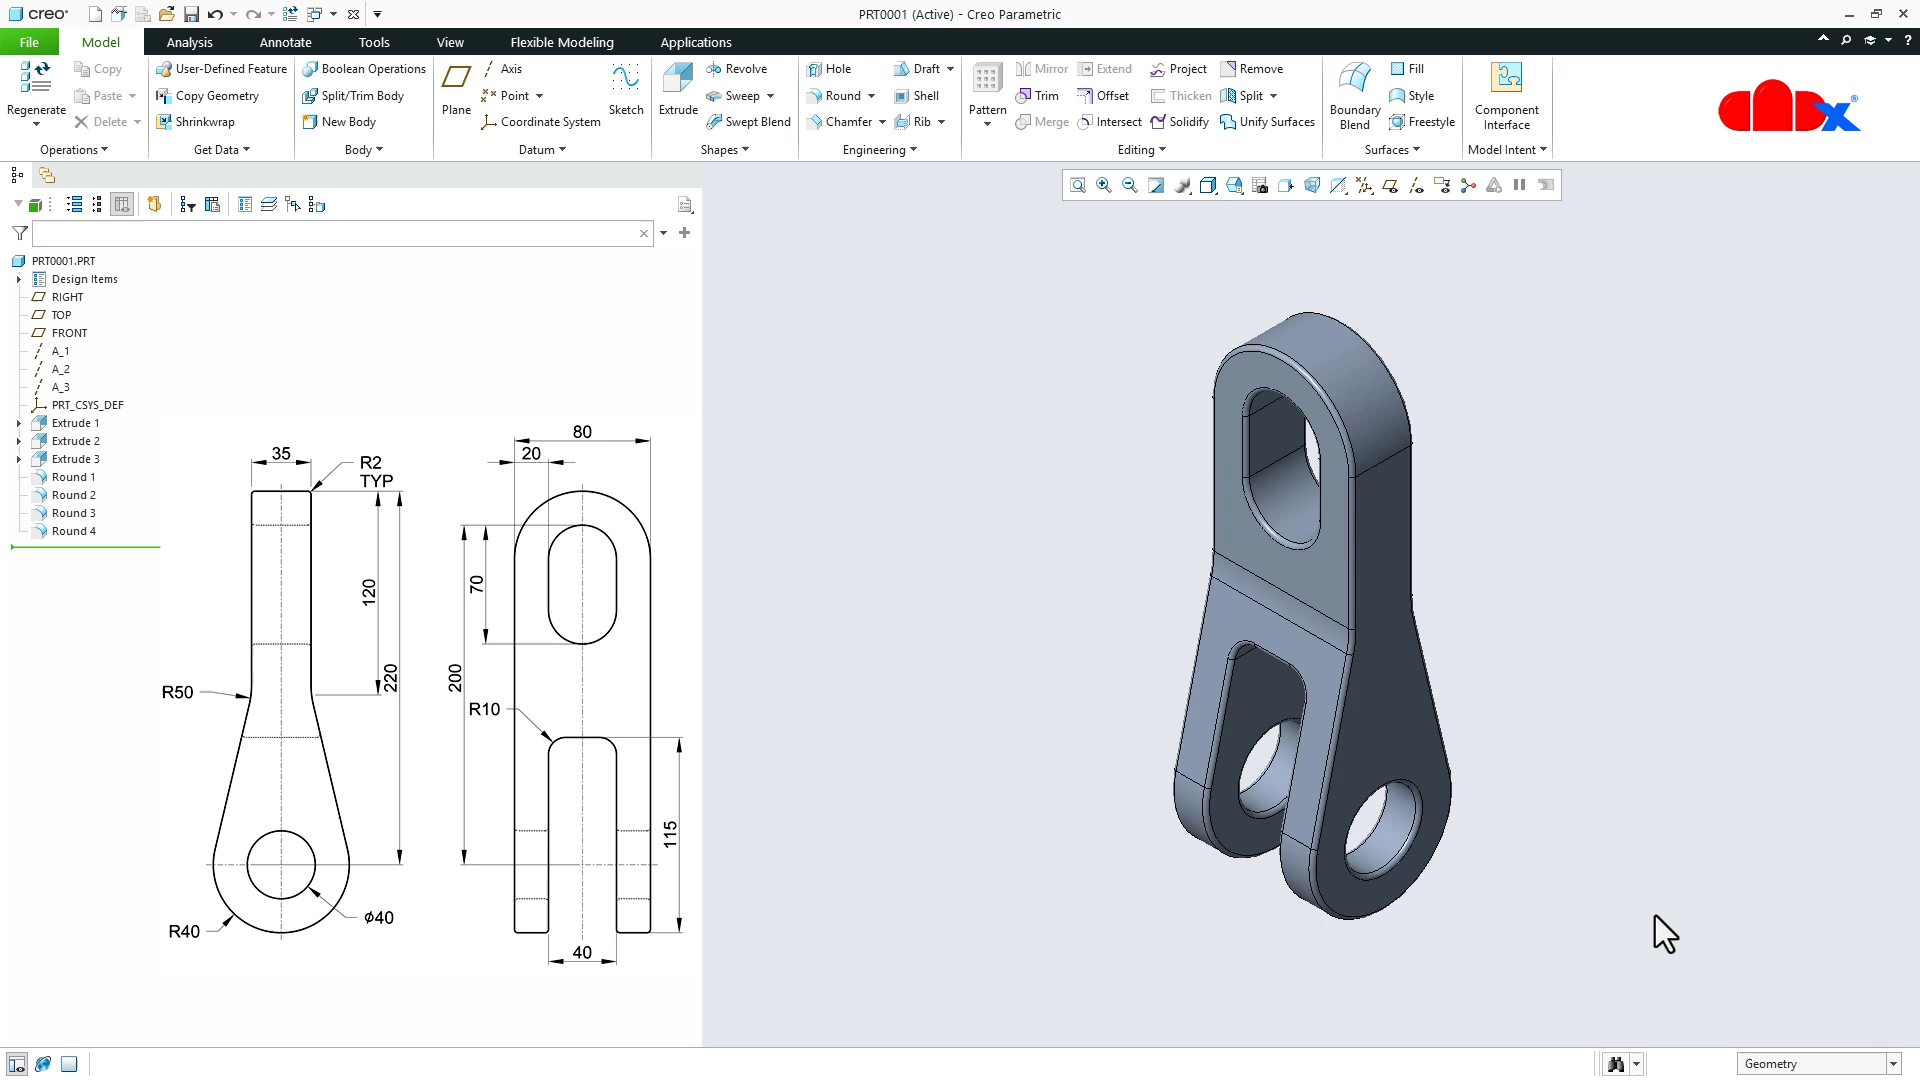 creo®
PRT0001 (Active) - Creo Parametric
File
Model
Analysis
Annotate
Tools
View
Flexible Modeling
Applications
?
Regenerate
Copy
Paste
Delete
Operations
User-Defined Feature
Copy Geometry
Shrinkwrap
Get Data
Boolean Operations
Split/Trim Body
New Body
Body
Plane
Axis
Point
Coordinate System
Sketch
Datum
Extrude
Revolve
Sweep
Swept Blend
Shapes
Hole
Round
Chamfer
Draft
Shell
Rib
Engineering
Pattern
Mirror
Extend
Project
Remove
Trim
Offset
Thicken
Split
Merge
Intersect
Solidify
Unify Surfaces
Editing
Boundary
Blend
Fill
Style
Freestyle
Surfaces
Component
Interface
Model Intent
CADx®
PRT0001.PRT
Design Items
RIGHT
TOP
FRONT
A_1
A_2
A_3
PRT_CSYS_DEF
Extrude 1
Extrude 2
Extrude 3
Round 1
Round 2
Round 3
Round 4
35
R2
TYP
120
220
R50
R40
ϕ40
80
20
70
200
R10
115
40
Geometry